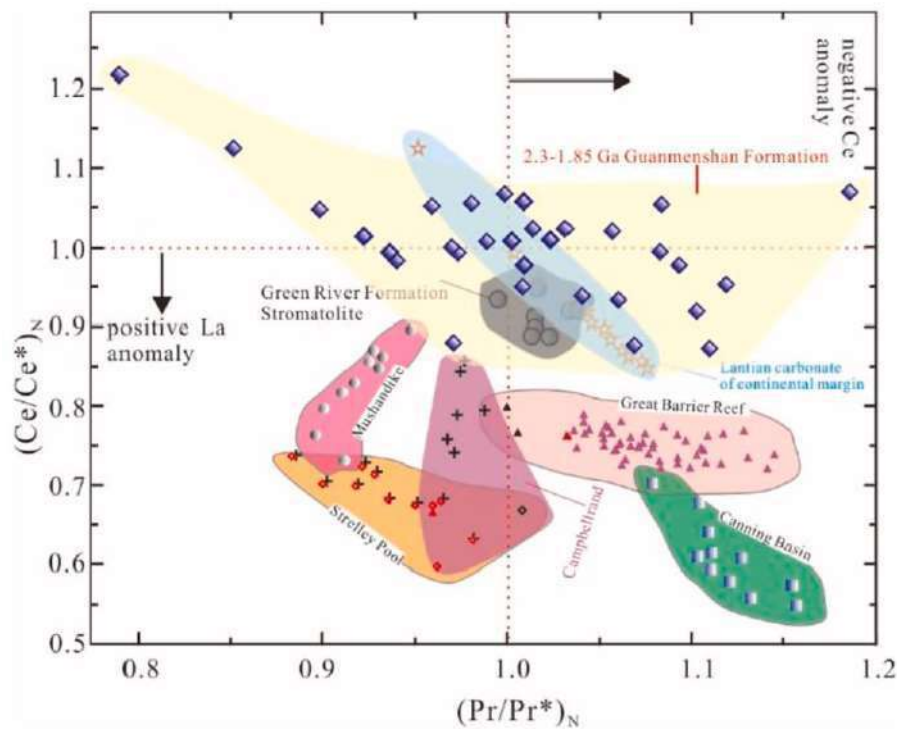 1.2
1.1
1.0
0.9
0.8
0.7
0.6
0.5
(Ce/Ce*)N
negative Ce
anomaly
2.3-1.85 Ga Guanmenshan Formation
positive La
anomaly
Green River Formation
Stromatolite
Lantian carbonate
of continental margin
Mushandike
Great Barrier Reef
Campbeltrand
Strelley Pool
Canning Basin
0.8
0.9
1.0
1.1
1.2
(Pr/Pr*)N